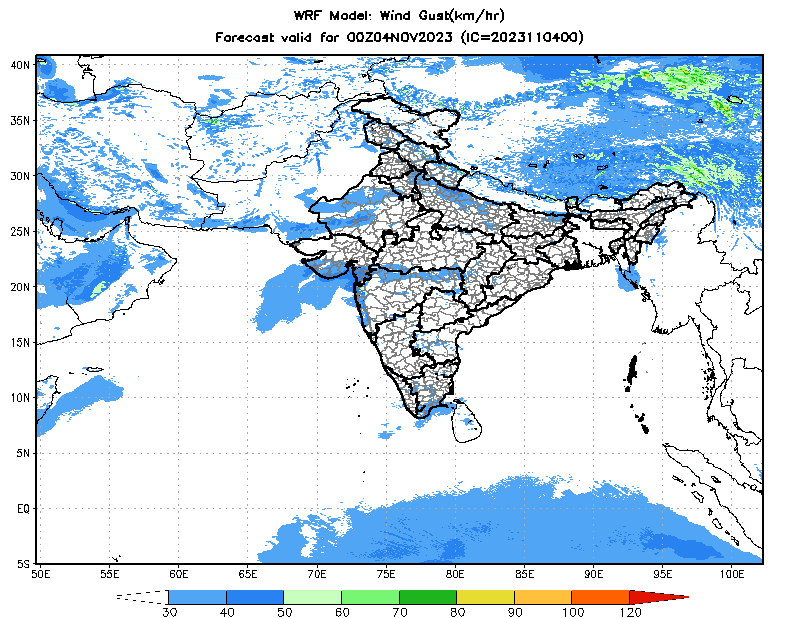 WRF Model: Wind Gust(km/hr)
Forecast valid for 00Z04NOV2023 (IC=2023110400)
40N
35N
30N
25N
20N
15N
10N
5N
EQ
5S
50E 55E 60E 65E 70E 75E 80E 85E 90E 95E 100E
30 40 50 60 70 80 90 100 120